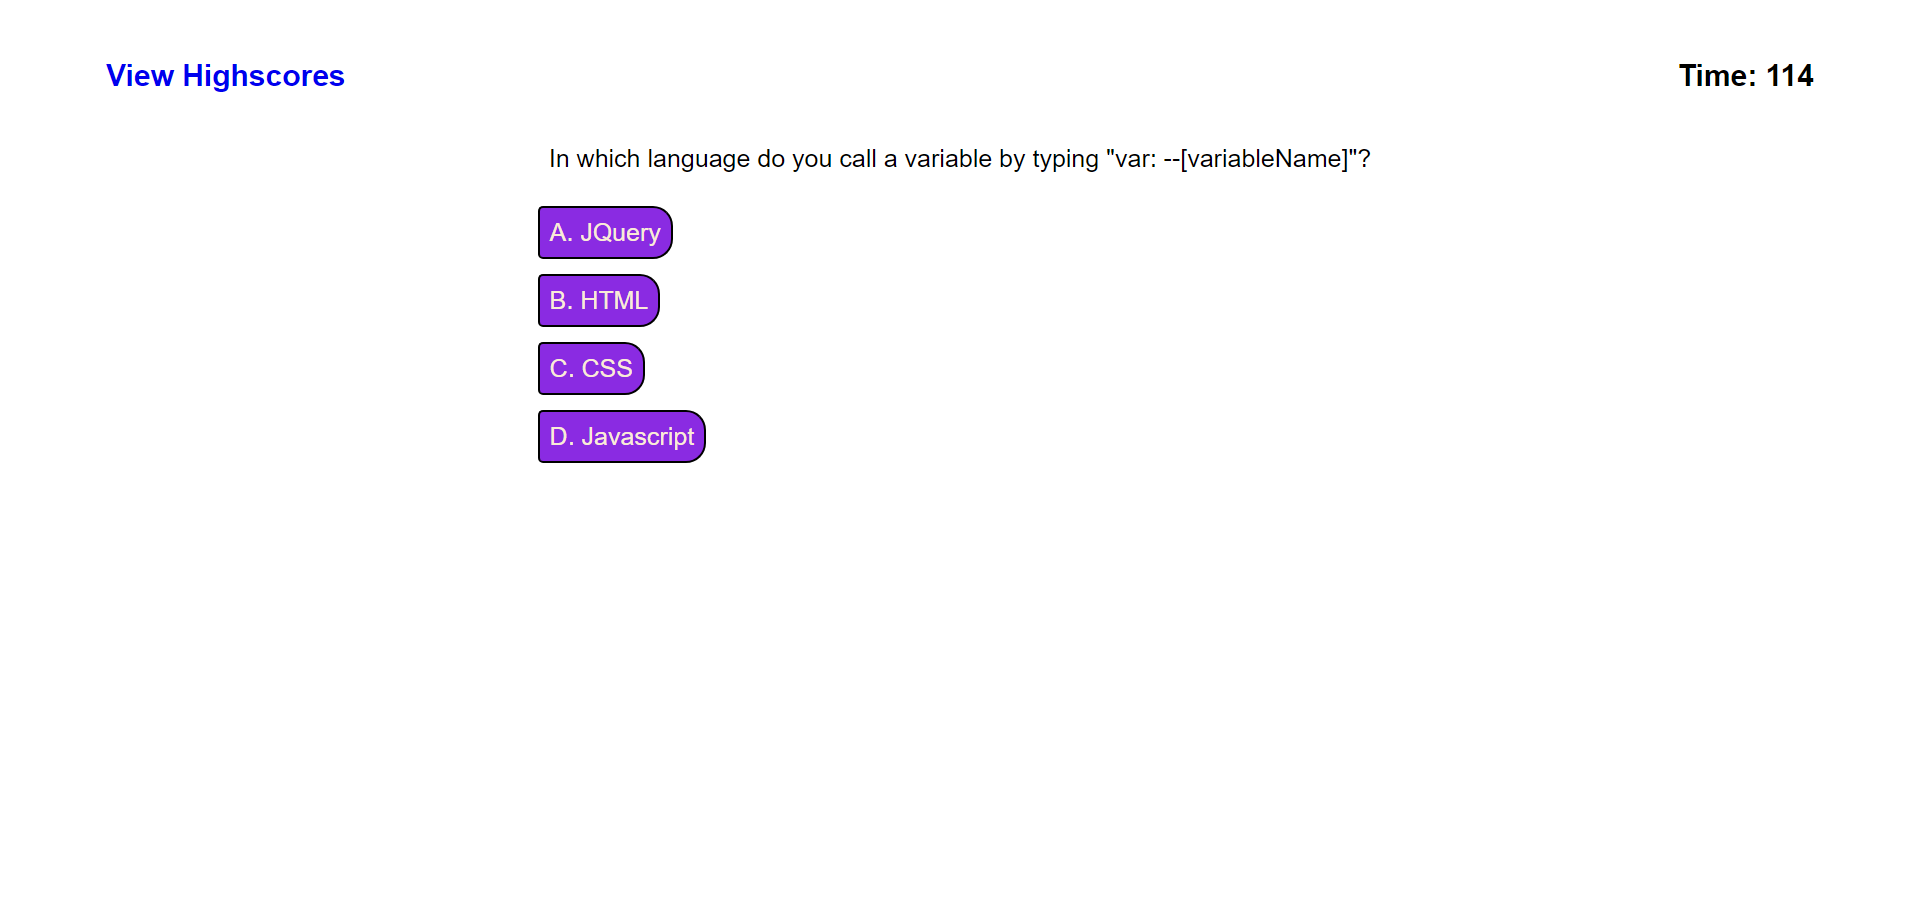 View Highscores
Time: 114
In which language do you call a variable by typing "var: --[variableName]"?
A. JQuery
B. HTML
C. CSS
D. Javascript